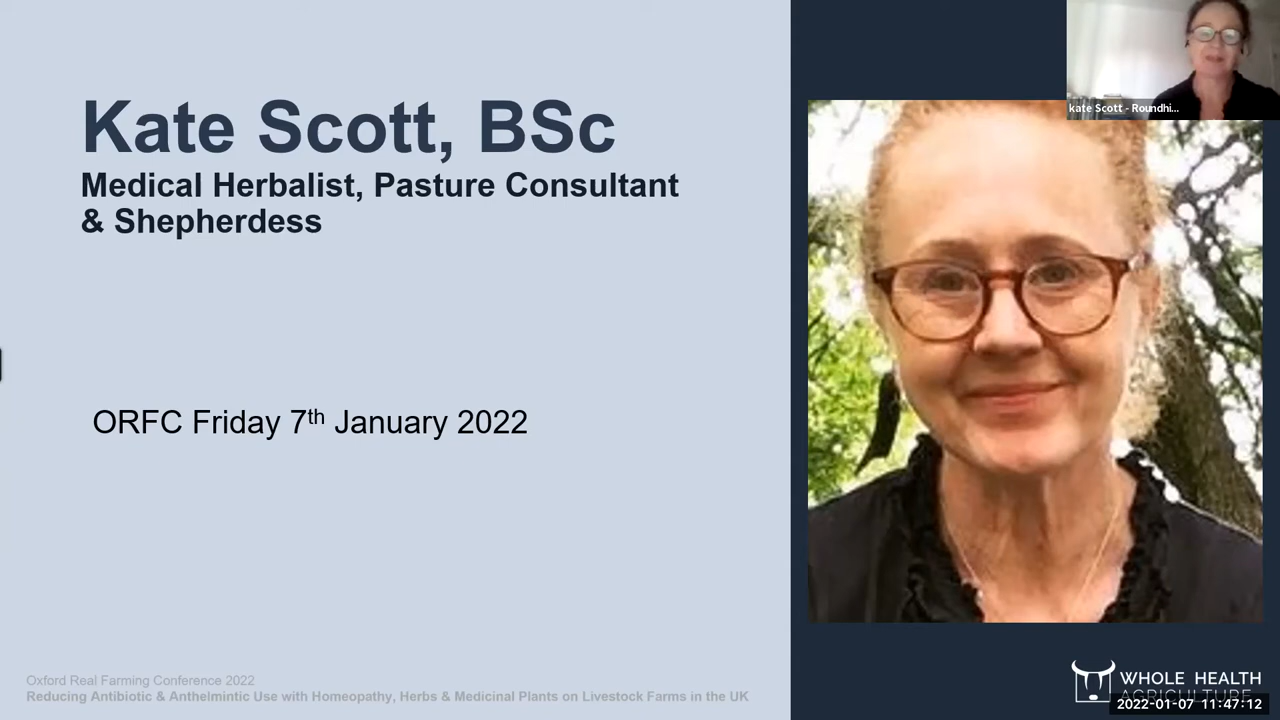 Kate Scott, BSc
Medical Herbalist, Pasture Consultant
& Shepherdess
ORFC Friday 7th January 2022
Oxford Real Farming Conference 2022
Reducing Antibiotic & Anthelmintic Use with Homeopathy, Herbs & Medicinal Plants on Livestock Farms in the UK
kate Scott - Roundhi...
WHOLE HEALTH
AGRICULTURE
2022-01-07 11:47:12